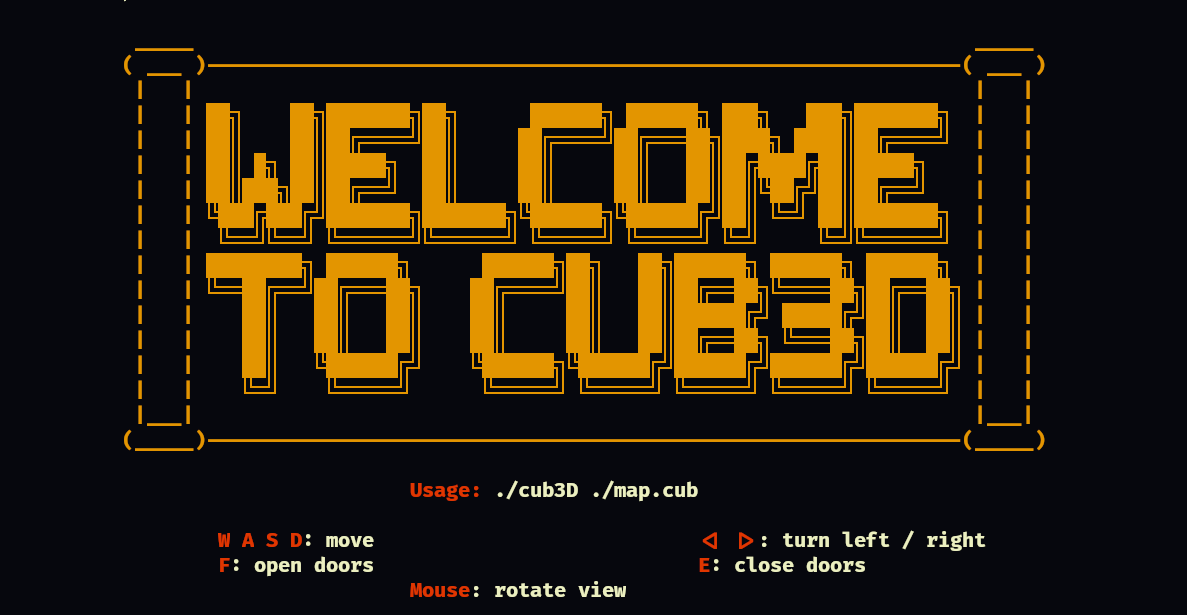 WELCOME
TO CUB3D
Usage: ./cub3D ./map.cub
W A S D: move ◁ ▷: turn left / right
F: open doors E: close doors
Mouse: rotate view